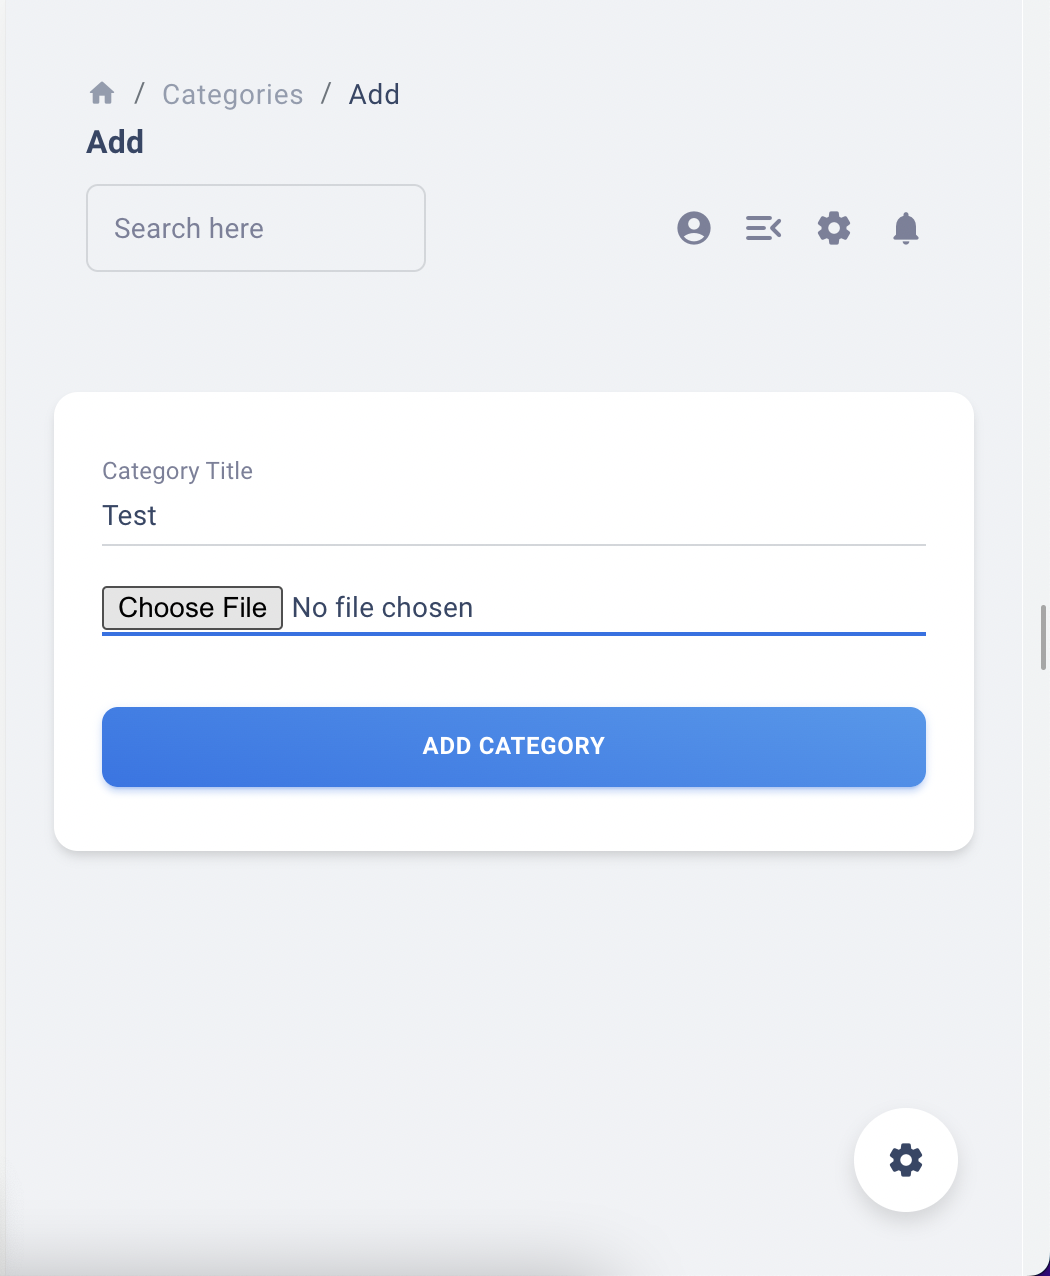 / Categories / Add
Add
Search here
Category Title
Test
Choose File No file chosen
ADD CATEGORY